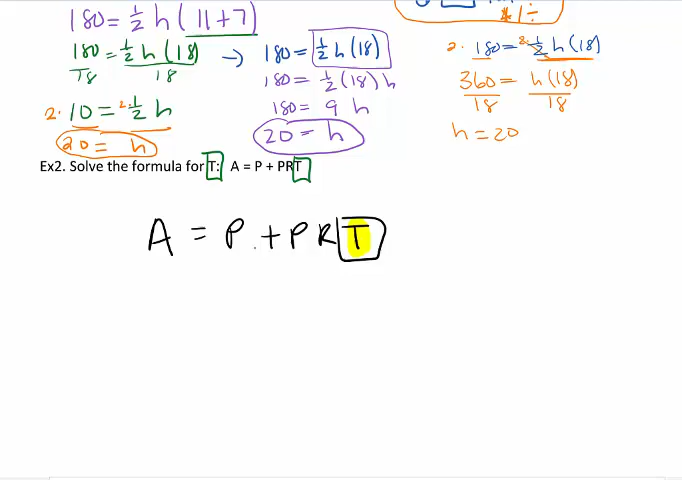 180 = ½ h ( 11 + 7 )
180 = ½ h (18)
18 18
2 · 10 = 2 · ½ h
20 = h
→ 180 = ½ h (18)
180 = ½ (18) h
180 = 9 h
20 = h
÷
2 · 180 = 2 · ½ h (18)
360 = h (18)
18 18
h = 20
Ex2. Solve the formula for T: A = P + PRT
A = P + P R T